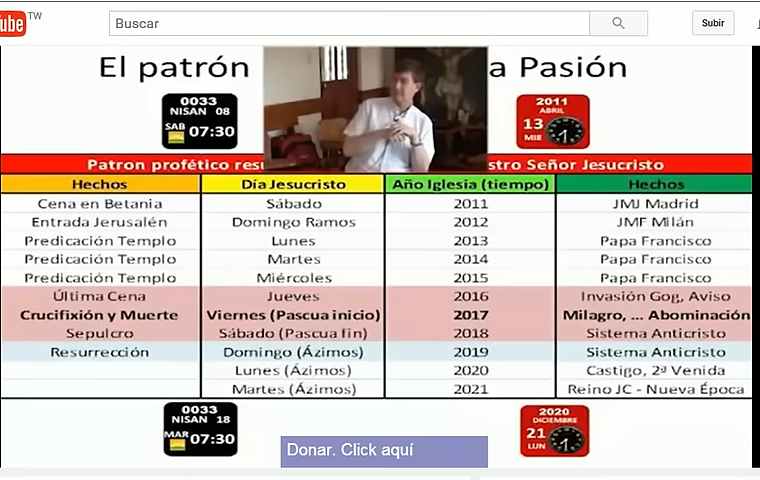 ube TW
Buscar
Subir
El patrón a Pasión
0033
NISAN 08
SAB 07:30
2011
ABRIL
13
MIE
Patron profético resu stro Señor Jesucristo
Hechos Día Jesucristo Año Iglesia (tiempo) Hechos
Cena en Betania Sábado 2011 JMJ Madrid
Entrada Jerusalén Domingo Ramos 2012 JMF Milán
Predicación Templo Lunes 2013 Papa Francisco
Predicación Templo Martes 2014 Papa Francisco
Predicación Templo Miércoles 2015 Papa Francisco
Última Cena Jueves 2016 Invasión Gog, Aviso
Crucifixión y Muerte Viernes (Pascua inicio) 2017 Milagro, ... Abominación
Sepulcro Sábado (Pascua fin) 2018 Sistema Anticristo
Resurrección Domingo (Ázimos) 2019 Sistema Anticristo
Lunes (Ázimos) 2020 Castigo, 2ª Venida
Martes (Ázimos) 2021 Reino JC - Nueva Época
0033
NISAN 18
MAR 07:30
2020
DICIEMBRE
21
LUN
Donar. Click aquí